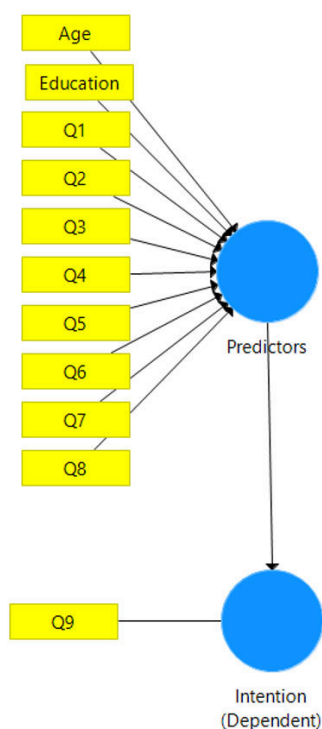 Age
Education
Q1
Q2
Q3
Q4
Q5
Q6
Q7
Q8
Predictors
Q9
Intention
(Dependent)